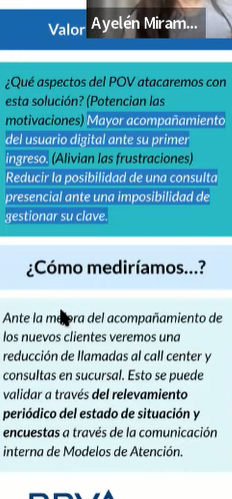 Ayelén Miram...
Valor
¿Qué aspectos del POV atacaremos con
esta solución? (Potencian las
motivaciones) Mayor acompañamiento
del usuario digital ante su primer
ingreso. (Alivian las frustraciones)
Reducir la posibilidad de una consulta
presencial ante una imposibilidad de
gestionar su clave.
¿Cómo mediríamos...?
Ante la mejora del acompañamiento de
los nuevos clientes veremos una
reducción de llamadas al call center y
consultas en sucursal. Esto se puede
validar a través del relevamiento
periódico del estado de situación y
encuestas a través de la comunicación
interna de Modelos de Atención.
BBVA